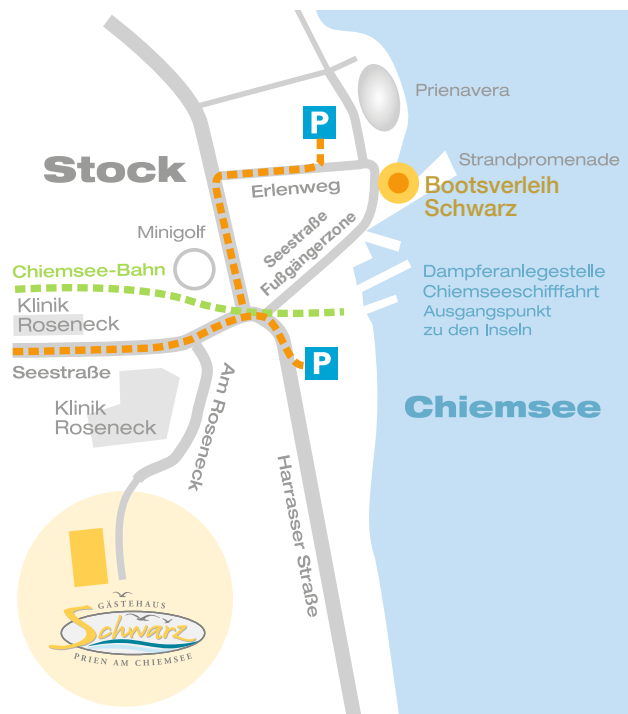 Prienavera
P
Stock
Strandpromenade
Erlenweg
Bootsverleih
Schwarz
Minigolf
Seestraße
Fußgängerzone
Chiemsee-Bahn
Dampferanlegestelle
Chiemseeschifffahrt
Ausgangspunkt
zu den Inseln
Klinik
Roseneck
P
Seestraße
Am Roseneck
Klinik
Roseneck
Chiemsee
Harrasser Straße
GÄSTEHAUS
Schwarz
PRIEN AM CHIEMSEE